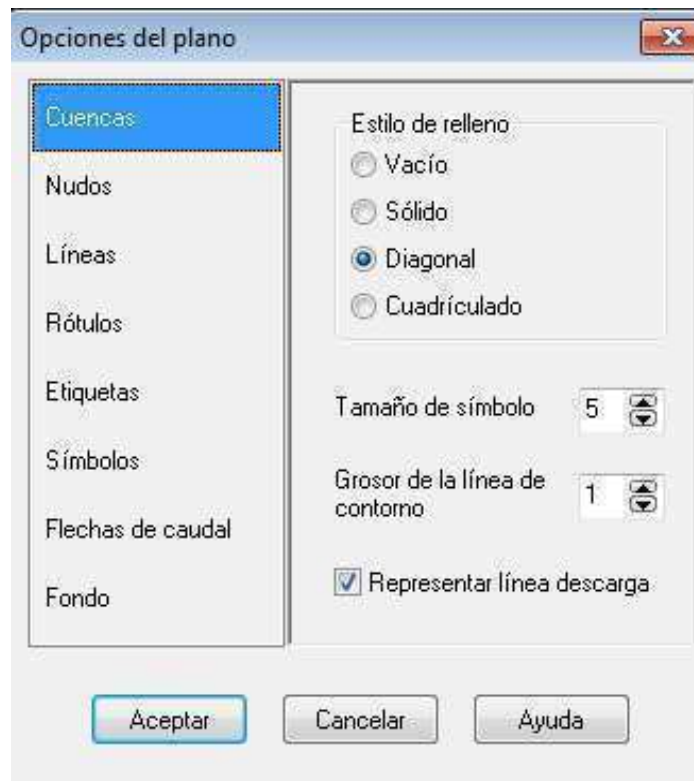 Opciones del plano
Cuencas
Nudos
Líneas
Rótulos
Etiquetas
Símbolos
Flechas de caudal
Fondo
Estilo de relleno
Vacío
Sólido
Diagonal
Cuadrículado
Tamaño de símbolo 5
Grosor de la línea de
contorno 1
Representar línea descarga
Aceptar Cancelar Ayuda